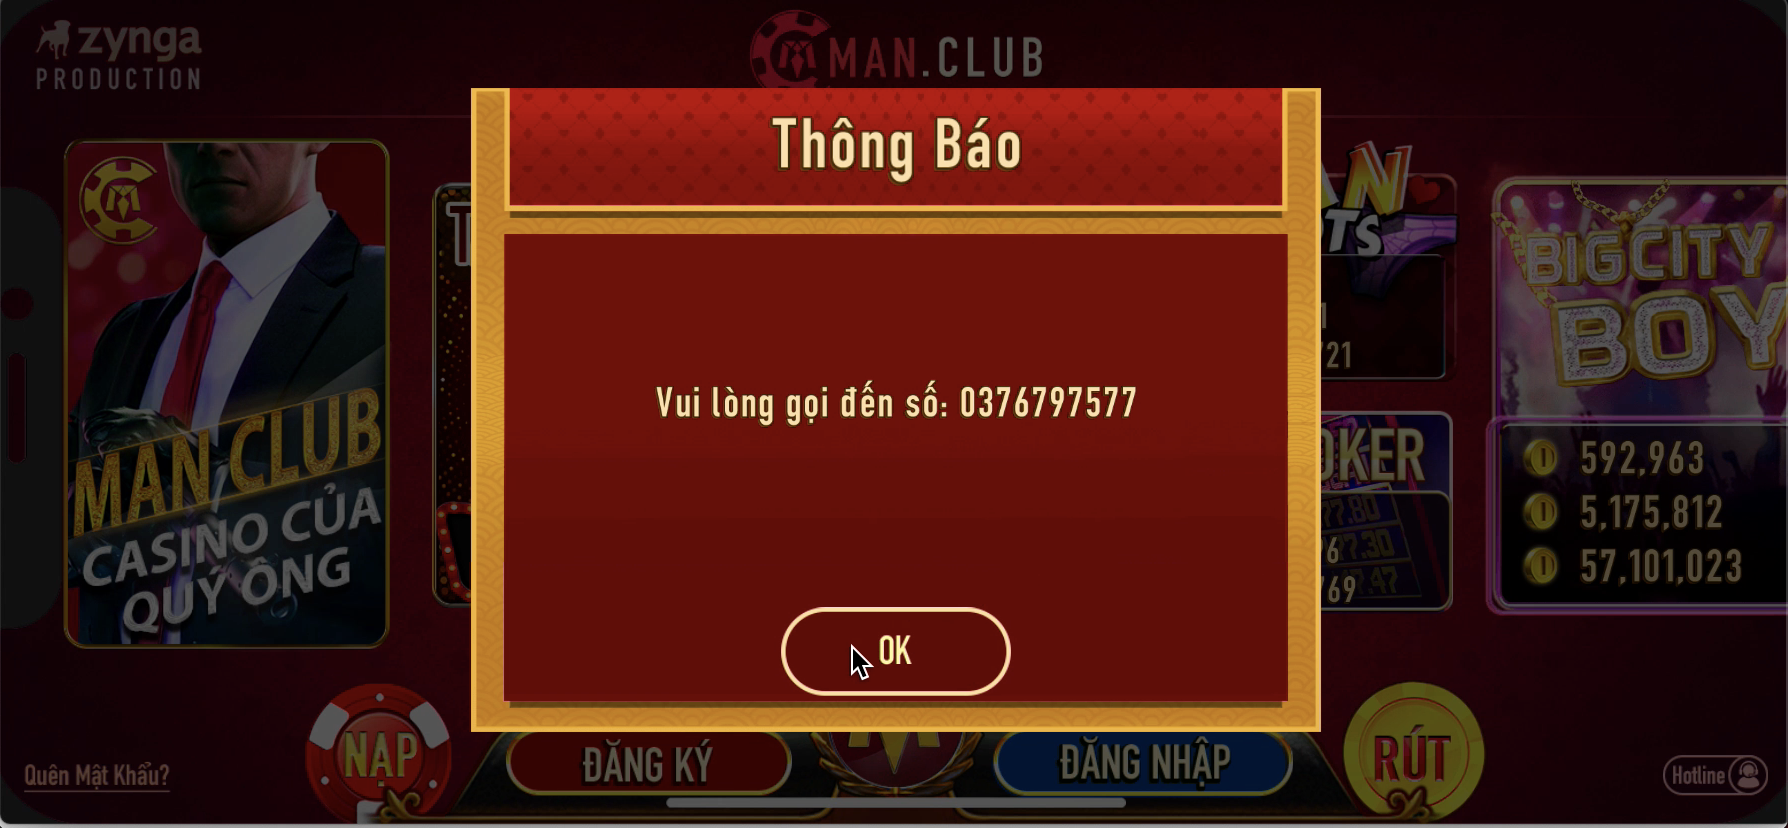 zynga
PRODUCTION
MAN.CLUB
Thông Báo
Vui lòng gọi đến số: 0376797577
OK
MAN CLUB
CASINO CỦA
QUÝ ÔNG
BIGCITY
BOY
592,963
5,175,812
57,101,023
NẠP
ĐĂNG KÝ
ĐĂNG NHẬP
RÚT
Quên Mật Khẩu?
Hotline